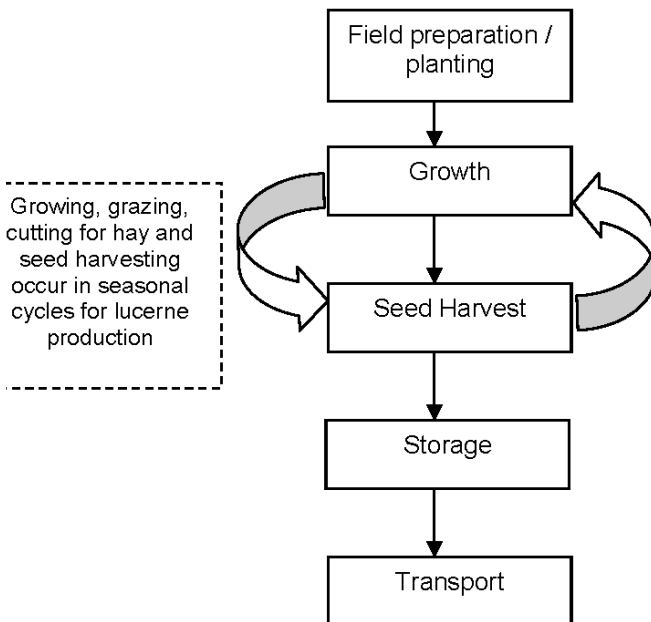 Field preparation /
planting
Growth
Growing, grazing,
cutting for hay and
seed harvesting
occur in seasonal
cycles for lucerne
production
Seed Harvest
Storage
Transport